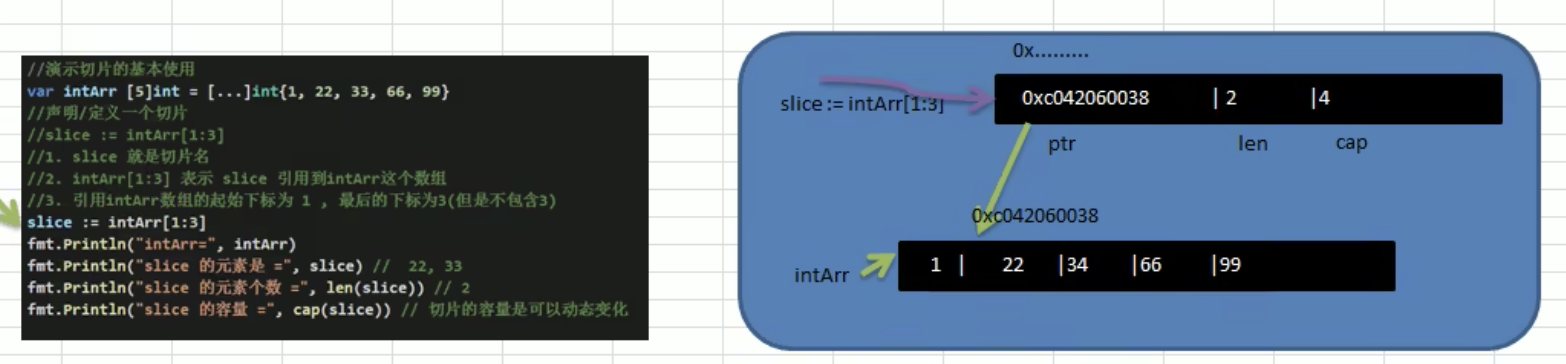 //演示切片的基本使用
var intArr [5]int = [...]int{1, 22, 33, 66, 99}
//声明/定义一个切片
//slice := intArr[1:3]
//1. slice 就是切片名
//2. intArr[1:3] 表示 slice 引用到intArr这个数组
//3. 引用intArr数组的起始下标为 1 , 最后的下标为3(但是不包含3)
slice := intArr[1:3]
fmt.Println("intArr=", intArr)
fmt.Println("slice 的元素是 =", slice) //  22, 33
fmt.Println("slice 的元素个数 =", len(slice)) // 2
fmt.Println("slice 的容量 =", cap(slice)) // 切片的容量是可以动态变化
0x.........
slice := intArr[1:3]
0xc042060038 | 2 |4
ptr len cap
0xc042060038
intArr
1 | 22 |34 |66 |99